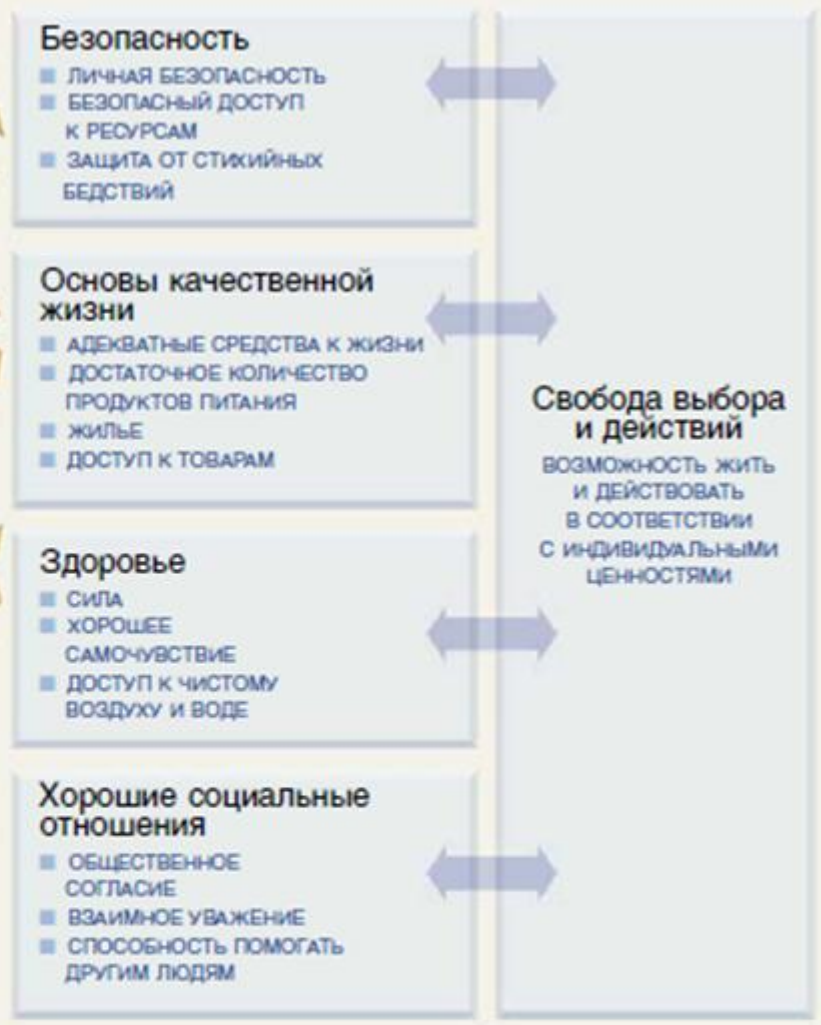 Безопасность
ЛИЧНАЯ БЕЗОПАСНОСТЬ
БЕЗОПАСНЫЙ ДОСТУП
К РЕСУРСАМ
ЗАЩИТА ОТ СТИХИЙНЫХ
БЕДСТВИЙ
Основы качественной
жизни
АДЕКВАТНЫЕ СРЕДСТВА К ЖИЗНИ
ДОСТАТОЧНОЕ КОЛИЧЕСТВО
ПРОДУКТОВ ПИТАНИЯ
ЖИЛЬЕ
ДОСТУП К ТОВАРАМ
Здоровье
СИЛА
ХОРОШЕЕ
САМОЧУВСТВИЕ
ДОСТУП К ЧИСТОМУ
ВОЗДУХУ И ВОДЕ
Хорошие социальные
отношения
ОБЩЕСТВЕННОЕ
СОГЛАСИЕ
ВЗАИМНОЕ УВАЖЕНИЕ
СПОСОБНОСТЬ ПОМОГАТЬ
ДРУГИМ ЛЮДЯМ
Свобода выбора
и действий
ВОЗМОЖНОСТЬ ЖИТЬ
И ДЕЙСТВОВАТЬ
В СООТВЕТСТВИИ
С ИНДИВИДУАЛЬНЫМИ
ЦЕННОСТЯМИ